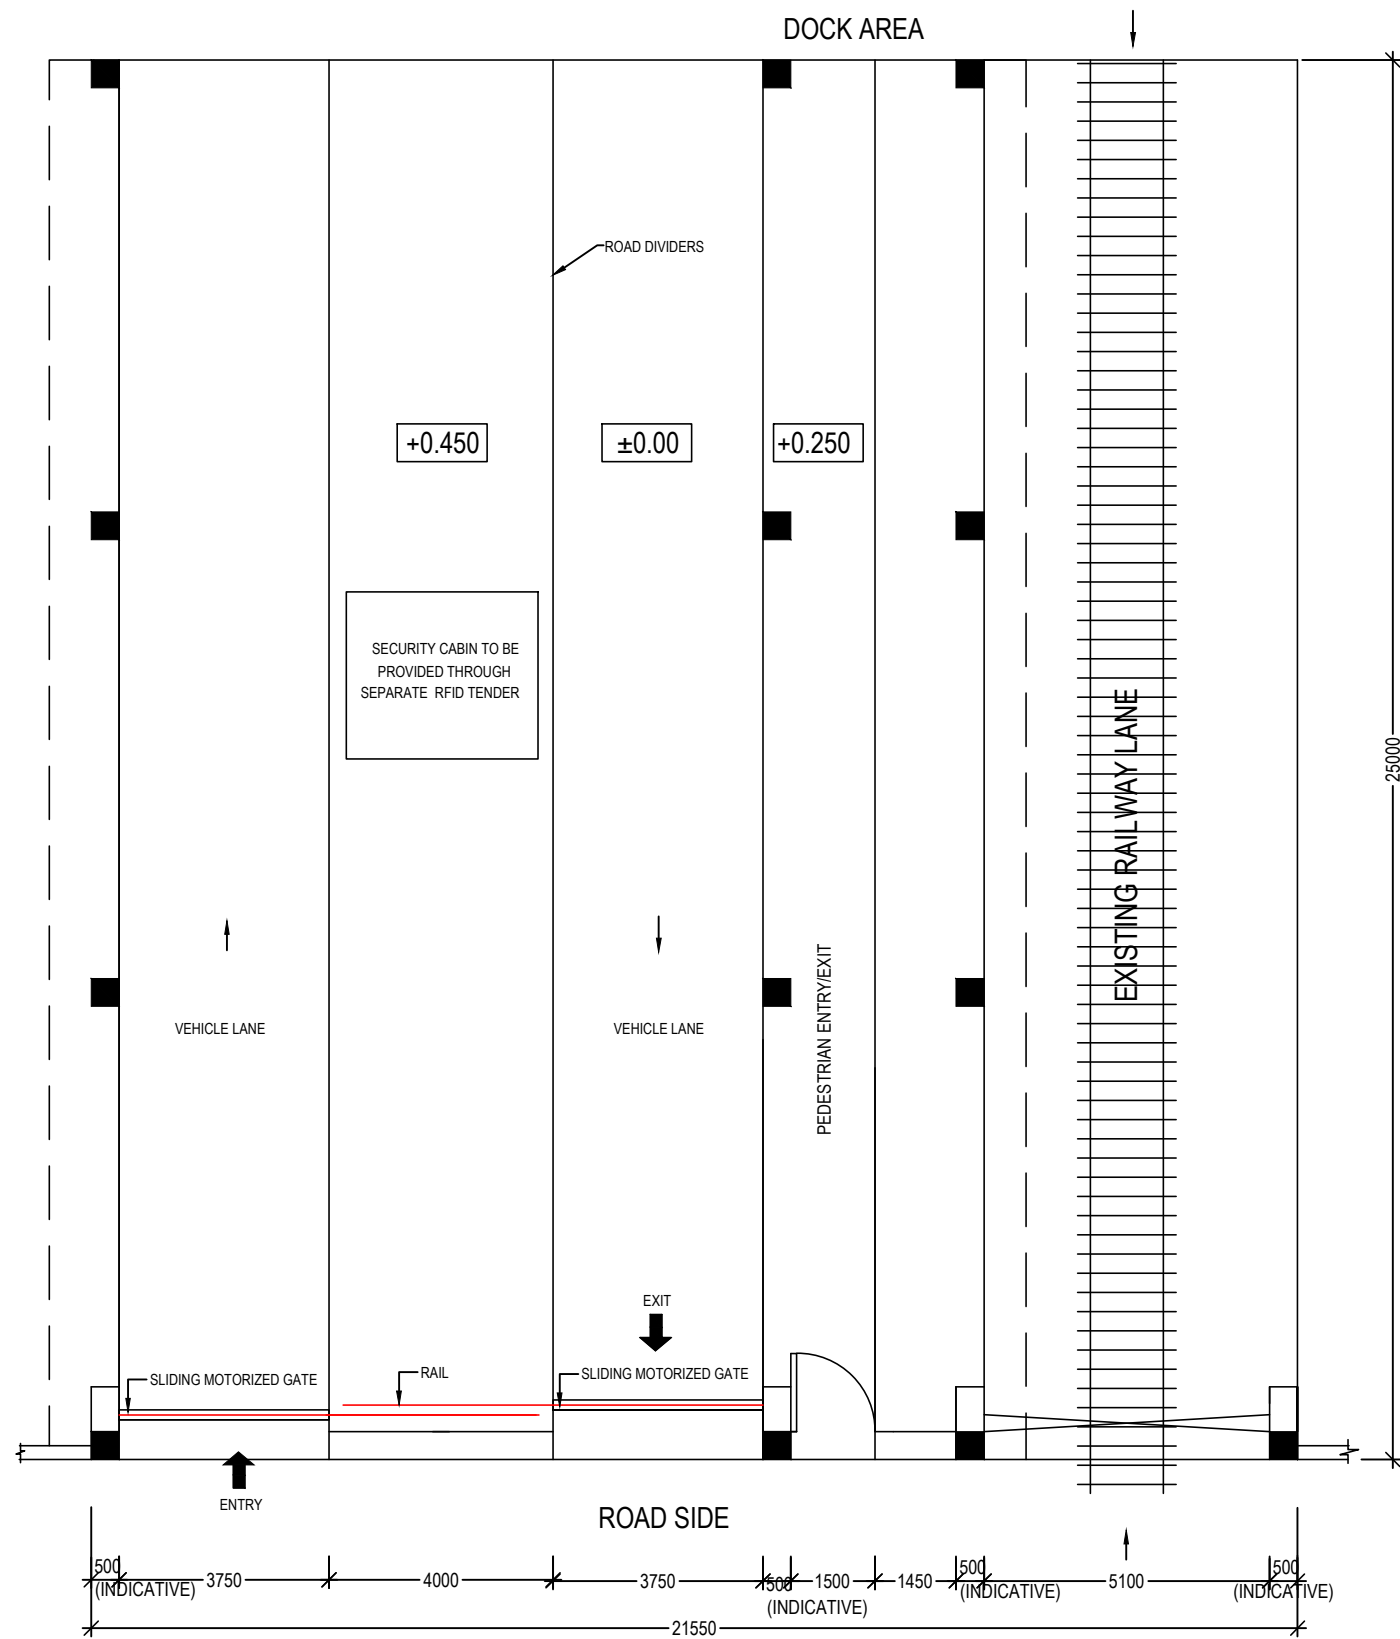 DOCK AREA
ROAD DIVIDERS
+0.450
±0.00
+0.250
SECURITY CABIN TO BE
PROVIDED THROUGH
SEPARATE RFID TENDER
EXISTING RAILWAY LANE
25000
PEDESTRIAN ENTRY/EXIT
VEHICLE LANE
VEHICLE LANE
EXIT
SLIDING MOTORIZED GATE
RAIL
SLIDING MOTORIZED GATE
ENTRY
ROAD SIDE
500
(INDICATIVE)
3750
4000
3750
500
(INDICATIVE)
1500
1450
500
(INDICATIVE)
5100
500
(INDICATIVE)
21550